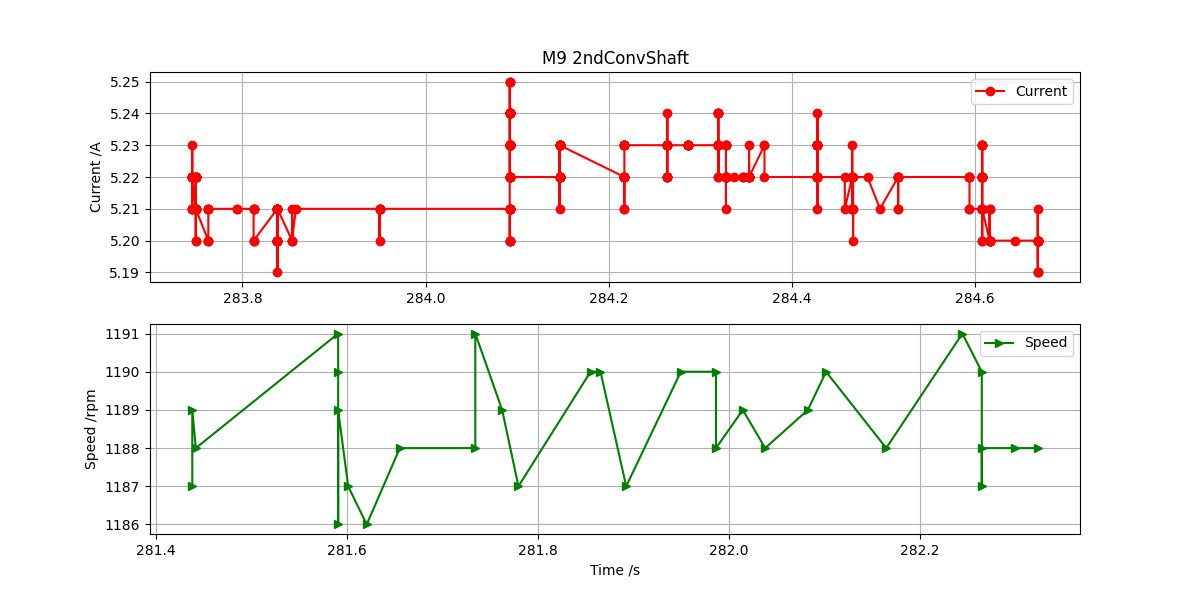 M9 2ndConvShaft
5.25
5.24
5.23
5.22
5.21
5.20
5.19
Current /A
Current
283.8 284.0 284.2 284.4 284.6
1191
1190
1189
1188
1187
1186
Speed /rpm
Speed
281.4 281.6 281.8 282.0 282.2
Time /s